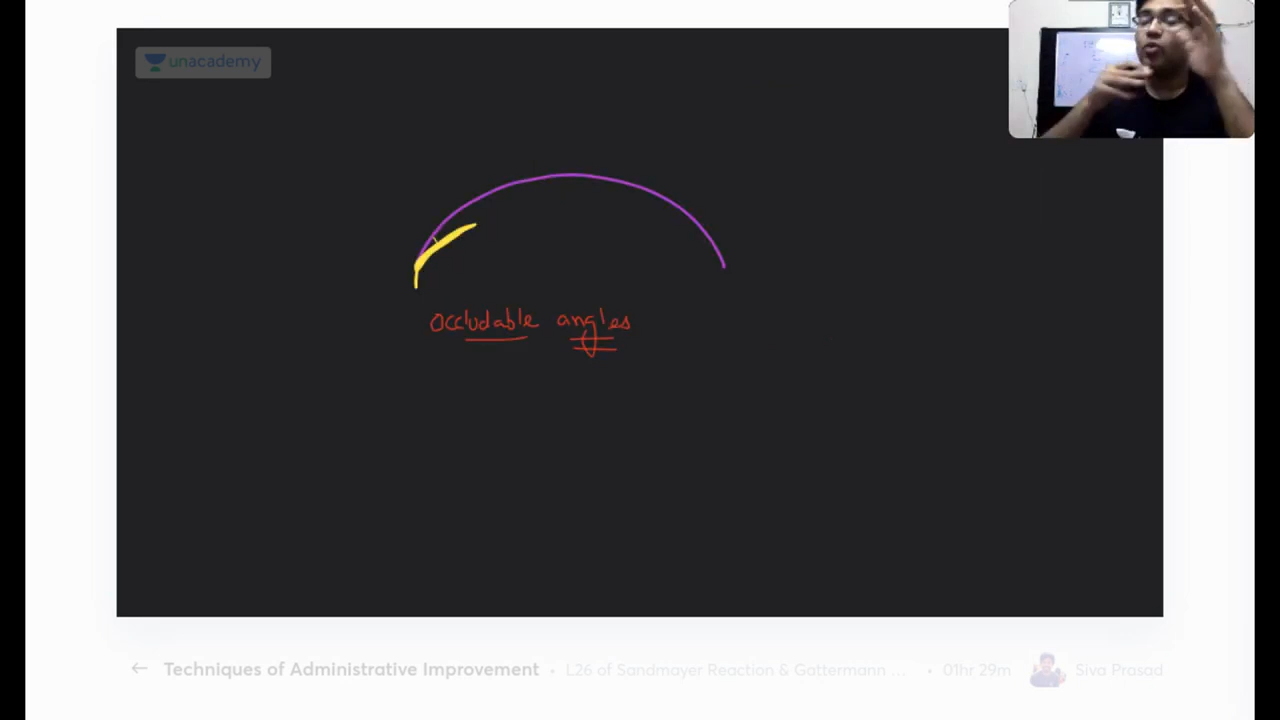 unacademy
Occludable angles
Techniques of Administrative Improvement • L26 of Sandmayer Reaction & Gattermann ... • 01hr 29m Siva Prasad